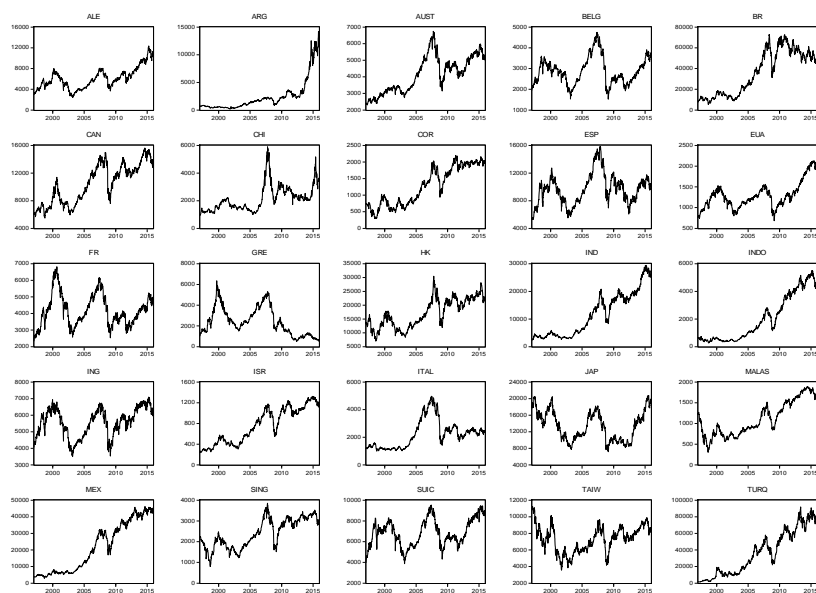 ALE ARG AUST BELG BR
16000 15000 7000 5000 80000
12000 10000 6000 4000 60000
8000 5000 5000 3000 40000
4000 0 4000 2000 20000
0 3000 1000 0
2000
2000 2005 2010 2015 2000 2005 2010 2015 2000 2005 2010 2015 2000 2005 2010 2015 2000 2005 2010 2015
CAN CHI COR ESP EUA
16000 6000 2500 16000 2500
12000 5000 2000 12000 2000
8000 4000 1500 8000 1500
4000 3000 1000 4000 1000
2000 500 500
1000 0
0
2000 2005 2010 2015 2000 2005 2010 2015 2000 2005 2010 2015 2000 2005 2010 2015 2000 2005 2010 2015
FR GRE HK IND INDO
7000 8000 35000 30000 6000
6000 6000 30000 20000 4000
5000 4000 25000 10000 2000
4000 2000 20000 0 0
3000 0 15000
2000 10000
5000
2000 2005 2010 2015 2000 2005 2010 2015 2000 2005 2010 2015 2000 2005 2010 2015 2000 2005 2010 2015
ING ISR ITAL JAP MALAS
8000 1600 6000 24000 2000
7000 1200 4000 20000 1500
6000 800 2000 16000 1000
5000 400 0 12000 500
4000 0 8000 0
3000 4000
2000 2005 2010 2015 2000 2005 2010 2015 2000 2005 2010 2015 2000 2005 2010 2015 2000 2005 2010 2015
MEX SING SUIC TAIW TURQ
50000 4000 10000 12000 100000
40000 3000 8000 10000 80000
30000 2000 6000 8000 60000
20000 1000 4000 6000 40000
10000 0 2000 4000 20000
0 2000 0
2000 2005 2010 2015 2000 2005 2010 2015 2000 2005 2010 2015 2000 2005 2010 2015 2000 2005 2010 2015